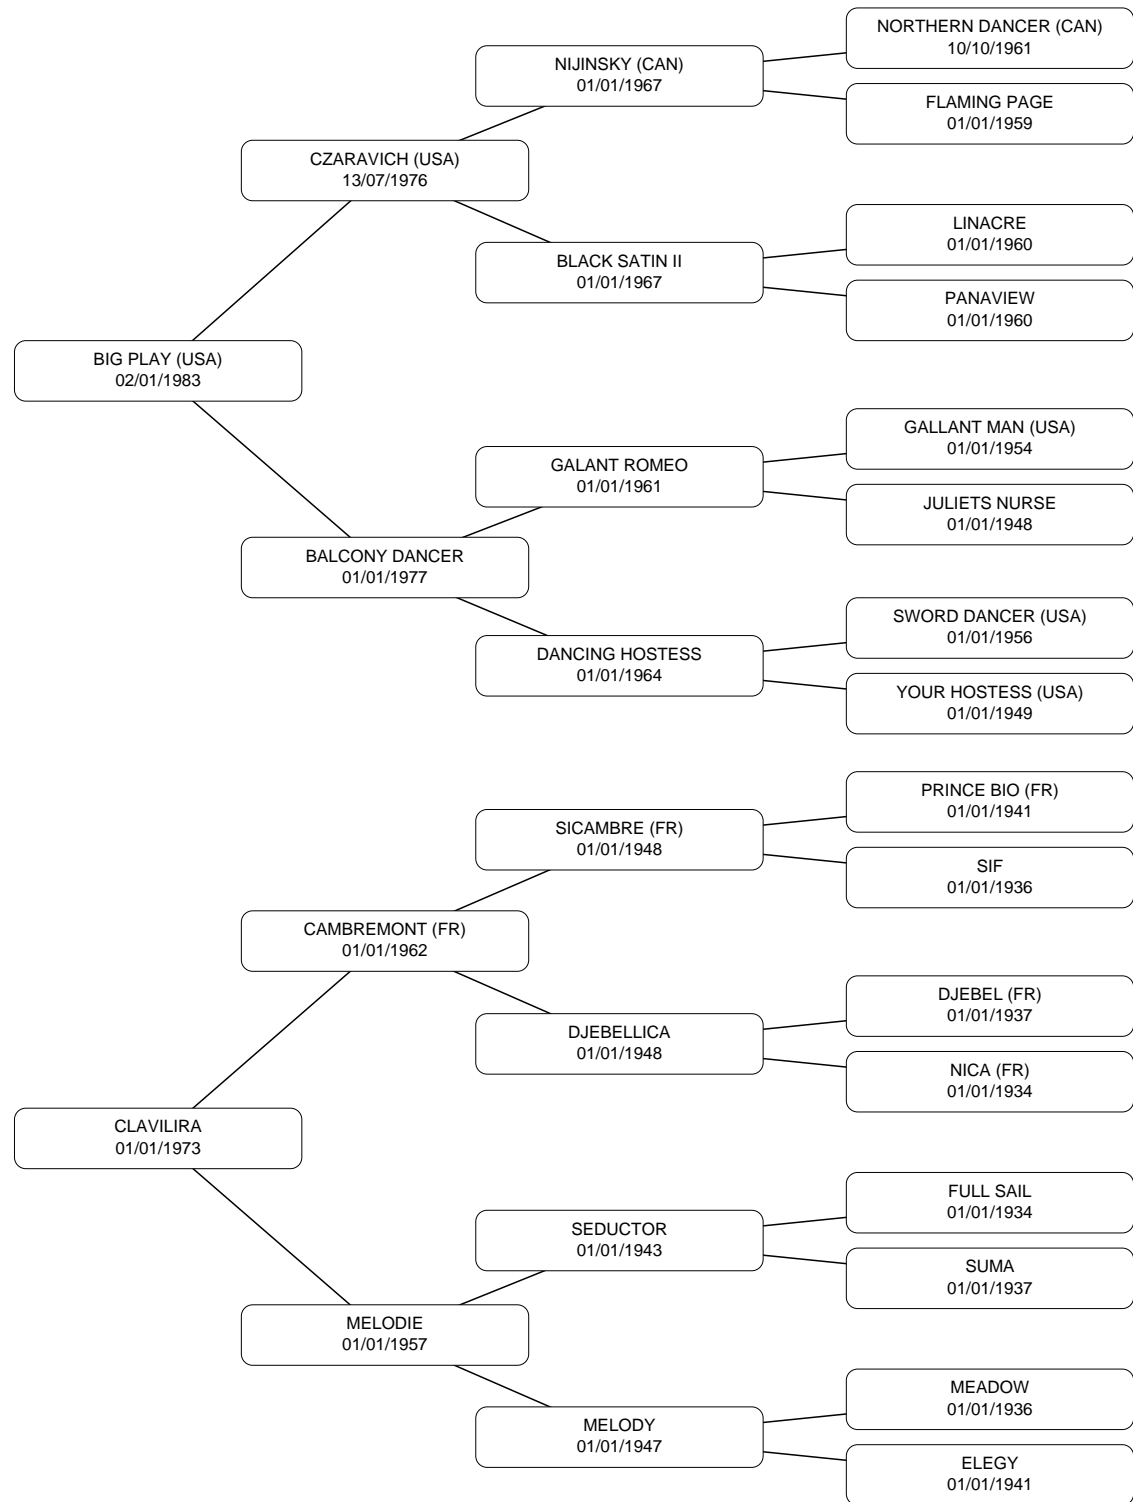 NORTHERN DANCER (CAN)
10/10/1961
NIJINSKY (CAN)
01/01/1967
FLAMING PAGE
01/01/1959
CZARAVICH (USA)
13/07/1976
LINACRE
01/01/1960
BLACK SATIN II
01/01/1967
PANAVIEW
01/01/1960
BIG PLAY (USA)
02/01/1983
GALLANT MAN (USA)
01/01/1954
GALANT ROMEO
01/01/1961
JULIETS NURSE
01/01/1948
BALCONY DANCER
01/01/1977
SWORD DANCER (USA)
01/01/1956
DANCING HOSTESS
01/01/1964
YOUR HOSTESS (USA)
01/01/1949
PRINCE BIO (FR)
01/01/1941
SICAMBRE (FR)
01/01/1948
SIF
01/01/1936
CAMBREMONT (FR)
01/01/1962
DJEBEL (FR)
01/01/1937
DJEBELLICA
01/01/1948
NICA (FR)
01/01/1934
CLAVILIRA
01/01/1973
FULL SAIL
01/01/1934
SEDUCTOR
01/01/1943
SUMA
01/01/1937
MELODIE
01/01/1957
MEADOW
01/01/1936
MELODY
01/01/1947
ELEGY
01/01/1941